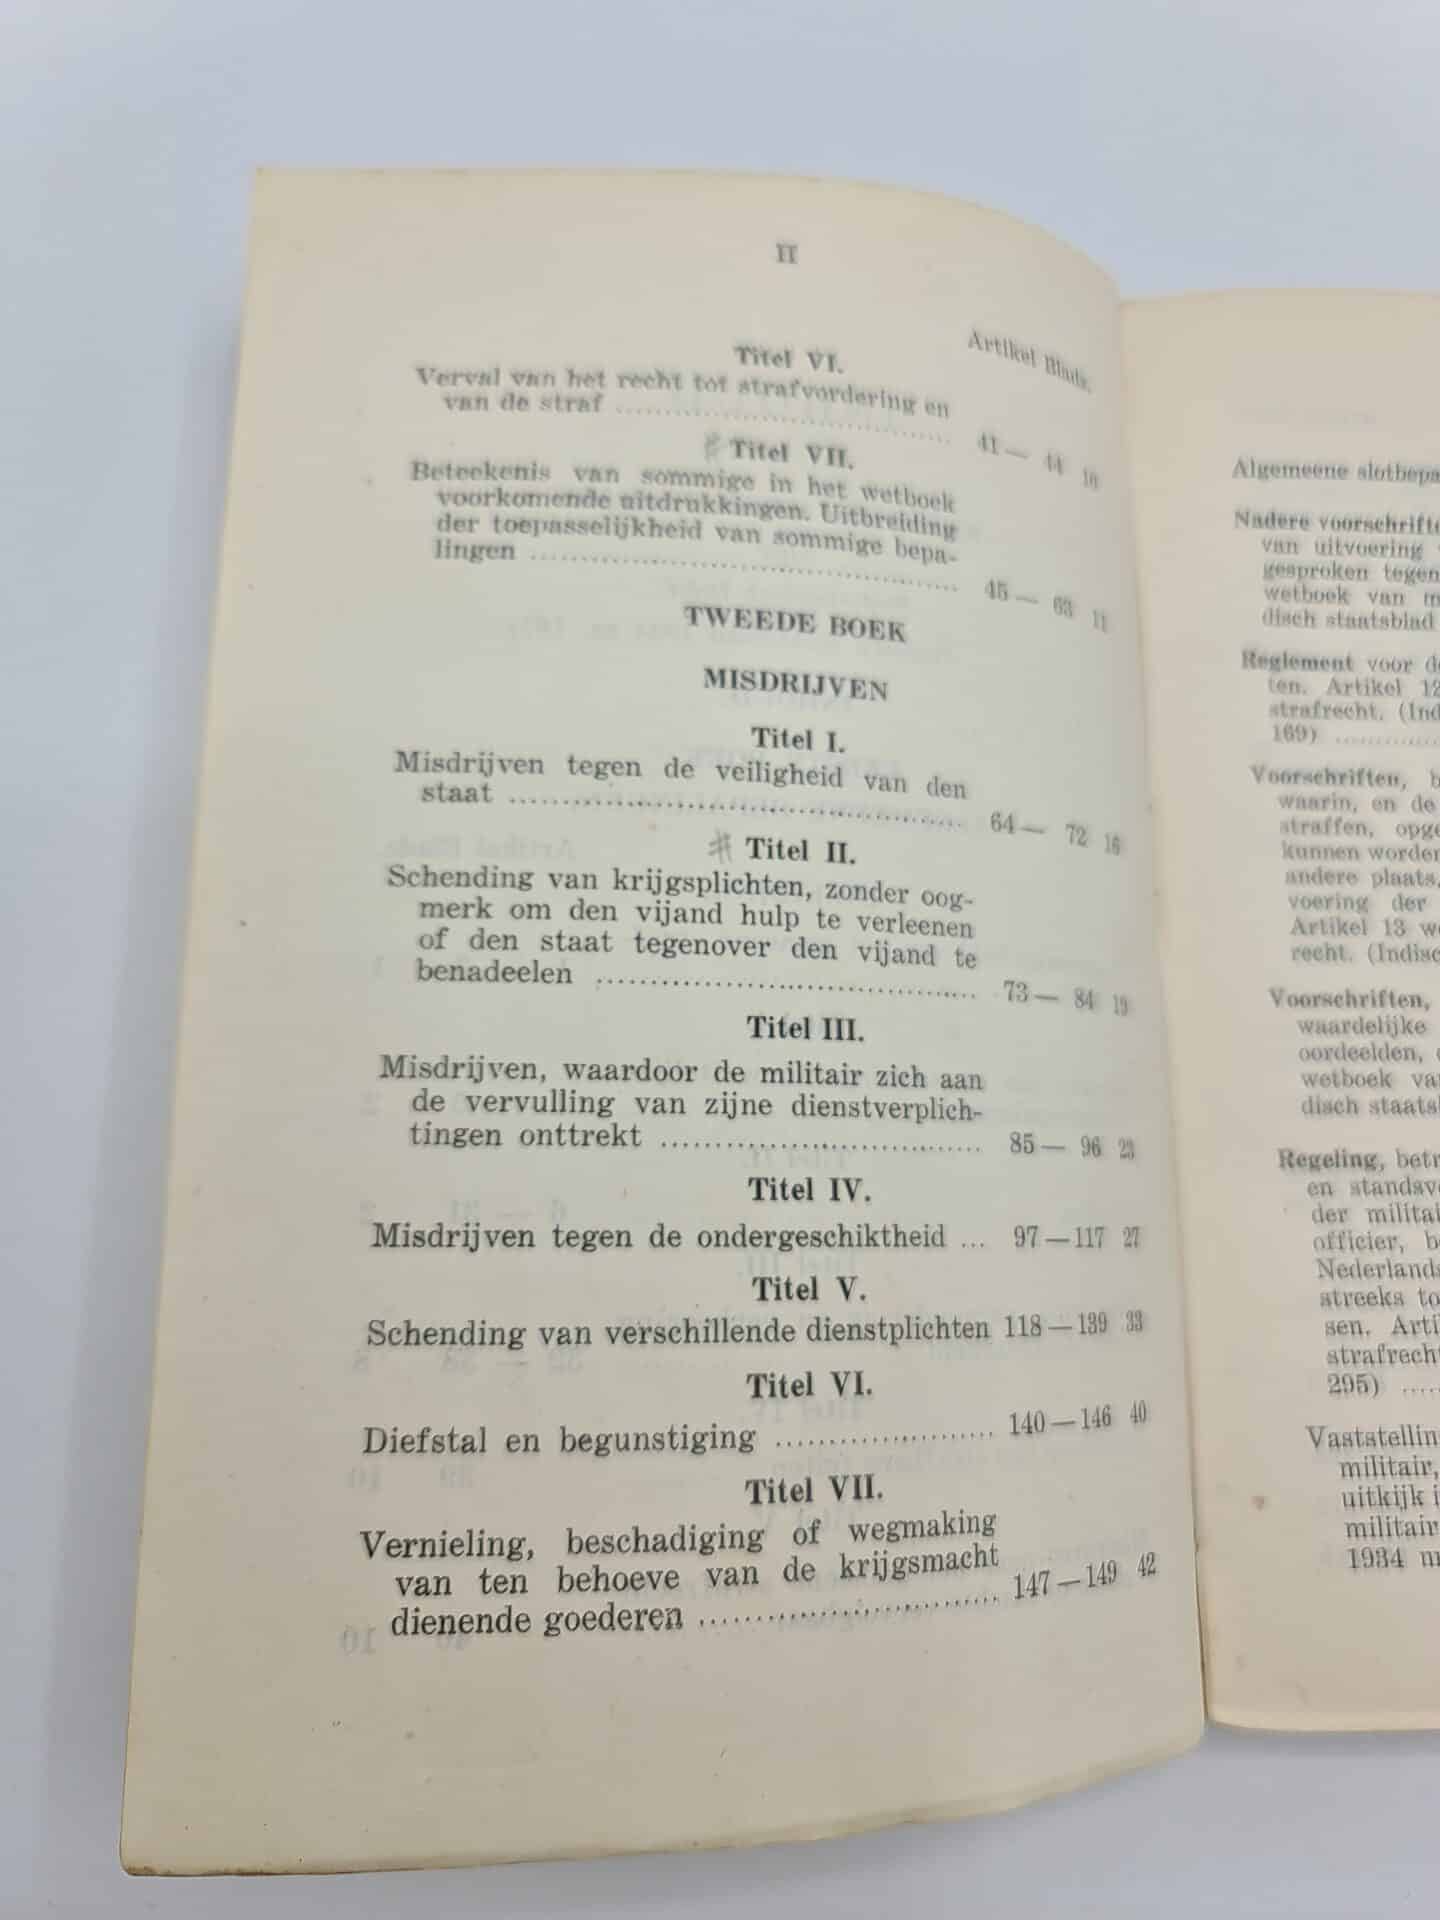 II
Artikel Bladz.
Titel VI.
Verval van het recht tot strafvordering en
van de straf ........................................ 41 — 44 10
Titel VII.
Beteekenis van sommige in het wetboek
voorkomende uitdrukkingen. Uitbreiding
der toepasselijkheid van sommige bepa-
lingen .................................................. 45 — 63 11
TWEEDE BOEK
MISDRIJVEN
Titel I.
Misdrijven tegen de veiligheid van den
staat .................................................... 64 — 72 16
# Titel II.
Schending van krijgsplichten, zonder oog-
merk om den vijand hulp te verleenen
of den staat tegenover den vijand te
benadeelen .......................................... 73 — 84 19
Titel III.
Misdrijven, waardoor de militair zich aan
de vervulling van zijne dienstverplich-
tingen onttrekt .................................... 85 — 96 23
Titel IV.
Misdrijven tegen de ondergeschiktheid ... 97 — 117 27
Titel V.
Schending van verschillende dienstplichten 118 — 139 33
Titel VI.
Diefstal en begunstiging ...................... 140 — 146 40
Titel VII.
Vernieling, beschadiging of wegmaking
van ten behoeve van de krijgsmacht
dienende goederen ................................ 147 — 149 42
Algemeene slotbepa
Nadere voorschrifte
van uitvoering
gesproken tegen
wetboek van m
disch staatsblad
Reglement voor de
ten. Artikel 12
strafrecht. (Ind
169) ............
Voorschriften, b
waarin, en de
straffen, opge
kunnen worden
andere plaats,
voering der
Artikel 13 we
recht. (Indisc
Voorschriften,
waardelijke
oordeelden,
wetboek va
disch staatsl
Regeling, betr
en standsv
der militai
officier, b
Nederlands
streeks to
sen. Arti
strafrecht
295) .....
Vaststellin
militair,
uitkijk i
militair
1934 n